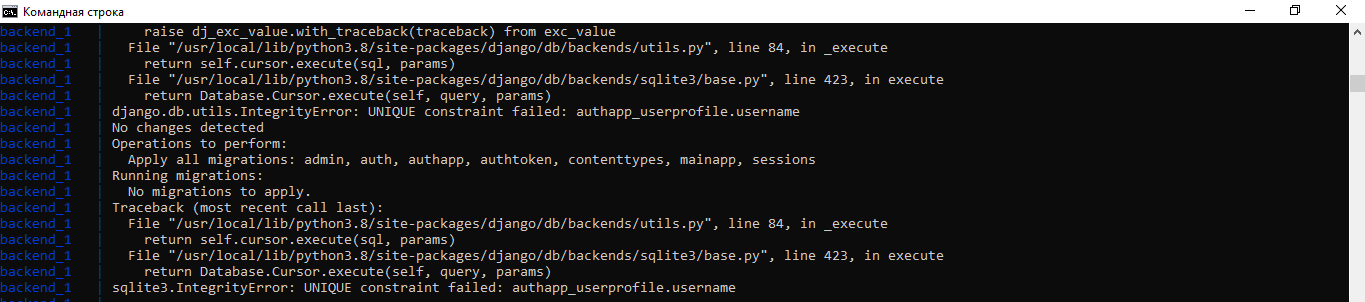 Командная строка
backend_1 | raise dj_exc_value.with_traceback(traceback) from exc_value
backend_1 | File "/usr/local/lib/python3.8/site-packages/django/db/backends/utils.py", line 84, in _execute
backend_1 | return self.cursor.execute(sql, params)
backend_1 | File "/usr/local/lib/python3.8/site-packages/django/db/backends/sqlite3/base.py", line 423, in execute
backend_1 | return Database.Cursor.execute(self, query, params)
backend_1 | django.db.utils.IntegrityError: UNIQUE constraint failed: authapp_userprofile.username
backend_1 | No changes detected
backend_1 | Operations to perform:
backend_1 | Apply all migrations: admin, auth, authapp, authtoken, contenttypes, mainapp, sessions
backend_1 | Running migrations:
backend_1 | No migrations to apply.
backend_1 | Traceback (most recent call last):
backend_1 | File "/usr/local/lib/python3.8/site-packages/django/db/backends/utils.py", line 84, in _execute
backend_1 | return self.cursor.execute(sql, params)
backend_1 | File "/usr/local/lib/python3.8/site-packages/django/db/backends/sqlite3/base.py", line 423, in execute
backend_1 | return Database.Cursor.execute(self, query, params)
backend_1 | sqlite3.IntegrityError: UNIQUE constraint failed: authapp_userprofile.username
backend_1 |